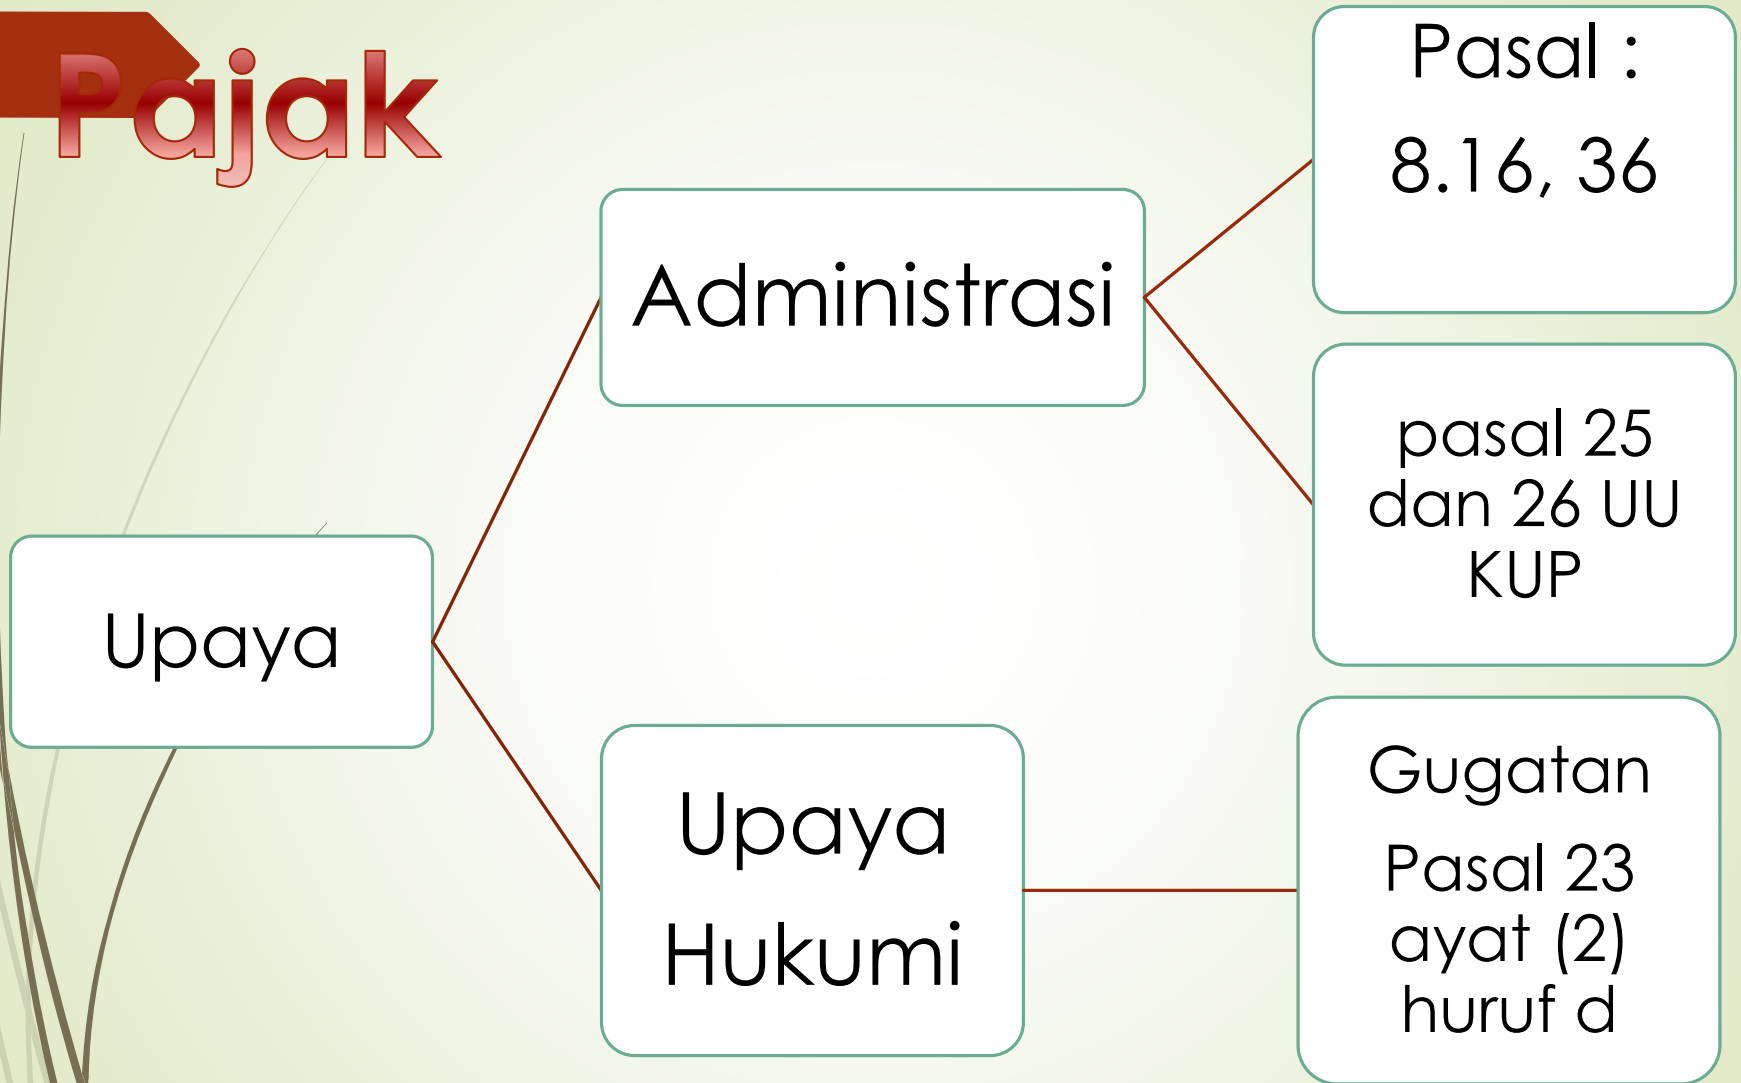 Pajak
Upaya
Administrasi
Pasal :
8.16, 36
pasal 25
dan 26 UU
KUP
Upaya
Hukumi
Gugatan
Pasal 23
ayat (2)
huruf d